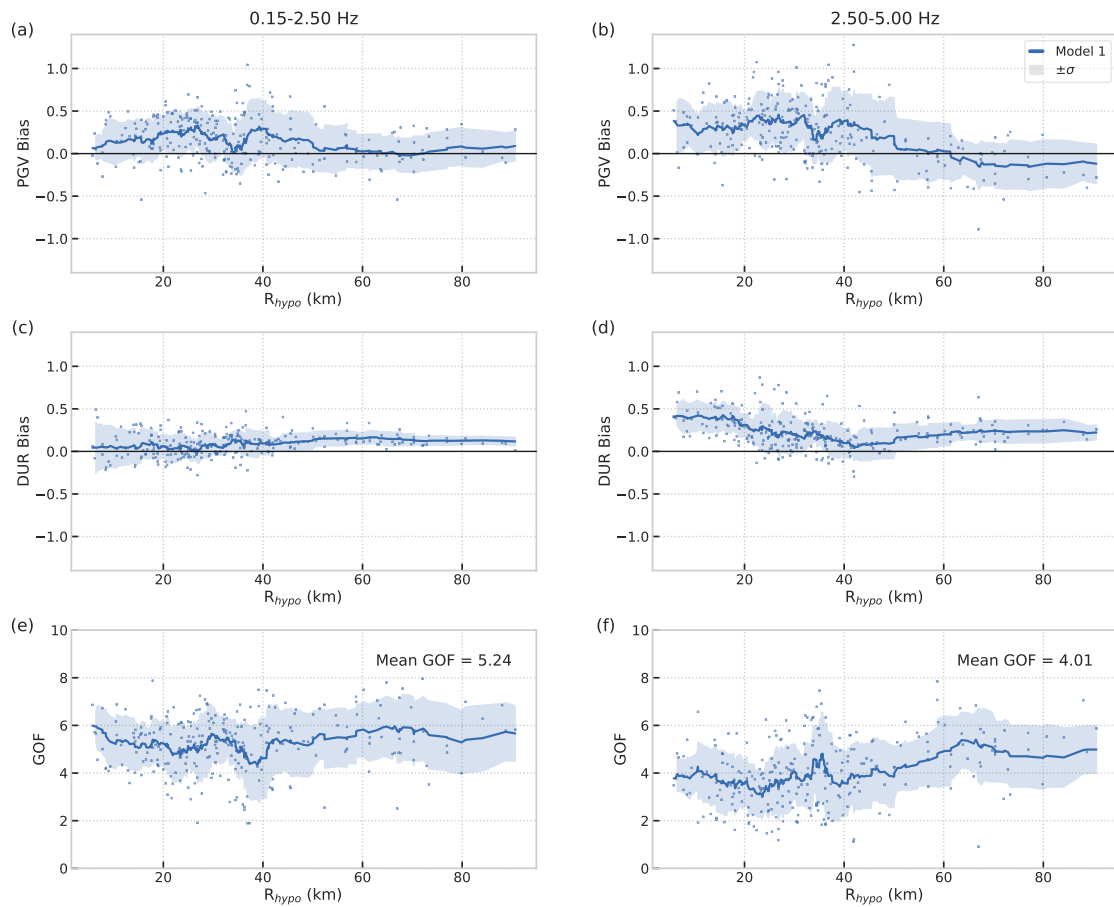 0.15-2.50 Hz
2.50-5.00 Hz
(a)
PGV Bias
1.0
0.5
0.0
−0.5
−1.0
20 40 60 80
R_hypo (km)
(b)
PGV Bias
1.0
0.5
0.0
−0.5
−1.0
20 40 60 80
R_hypo (km)
Model 1
±σ
(c)
DUR Bias
1.0
0.5
0.0
−0.5
−1.0
20 40 60 80
R_hypo (km)
(d)
DUR Bias
1.0
0.5
0.0
−0.5
−1.0
20 40 60 80
R_hypo (km)
(e)
GOF
10
8
6
4
2
0
Mean GOF = 5.24
20 40 60 80
R_hypo (km)
(f)
GOF
10
8
6
4
2
0
Mean GOF = 4.01
20 40 60 80
R_hypo (km)